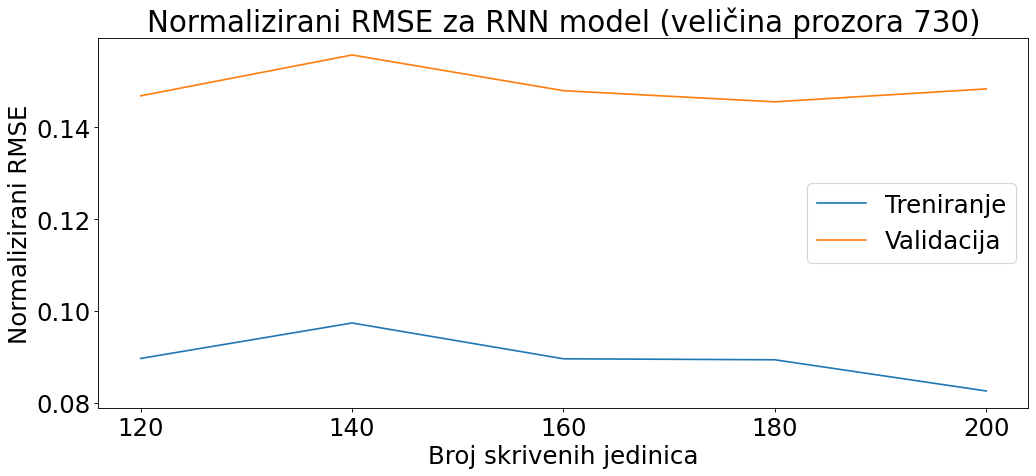 Normalizirani RMSE za RNN model (veličina prozora 730)
Normalizirani RMSE
0.14
0.12
0.10
0.08
Treniranje
Validacija
120 140 160 180 200
Broj skrivenih jedinica